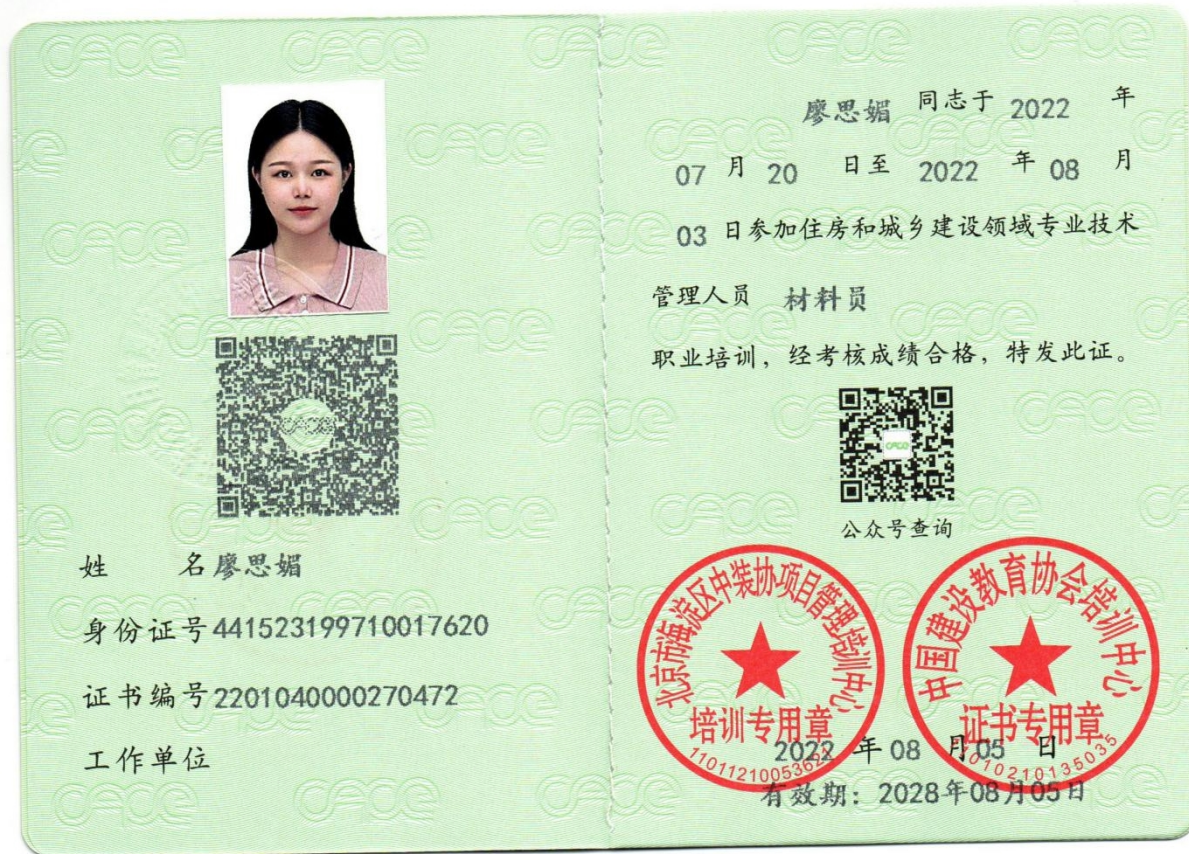 姓 名 廖思媚
身份证号 441523199710017620
证书编号 2201040000270472
工作单位
廖思媚 同志于 2022 年
07 月 20 日至 2022 年 08 月
03 日参加住房和城乡建设领域专业技术
管理人员 材料员
职业培训，经考核成绩合格，特发此证。
CACE
公众号查询
北京市海淀区中装协项目管理培训中心
培训专用章
中国建设教育协会培训中心
证书专用章
2022 年 08 月 05 日
有效期：2028年08月05日